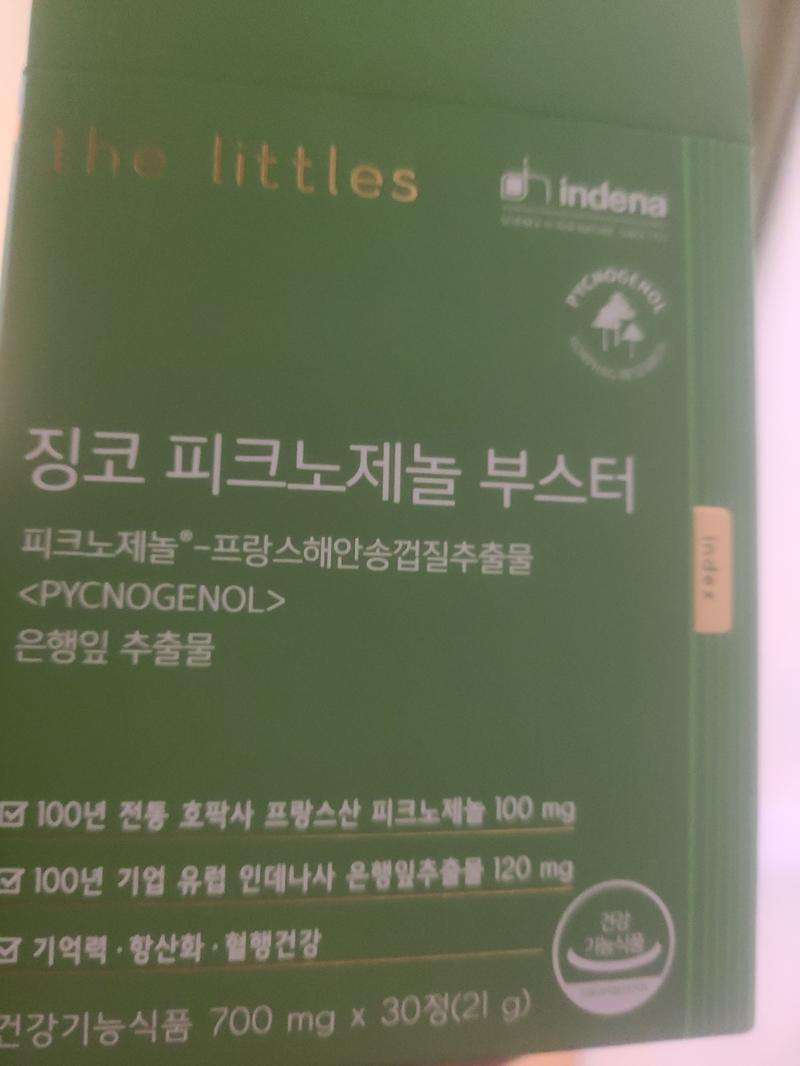 the littles
indena
PYCNOGENOL
징코 피크노제놀 부스터
피크노제놀®-프랑스해안송껍질추출물
<PYCNOGENOL>
은행잎 추출물
index
100년 전통 호팍사 프랑스산 피크노제놀 100 mg
100년 기업 유럽 인데나사 은행잎추출물 120 mg
기억력·항산화·혈행건강
건강
기능식품
건강기능식품 700 mg x 30정(21 g)